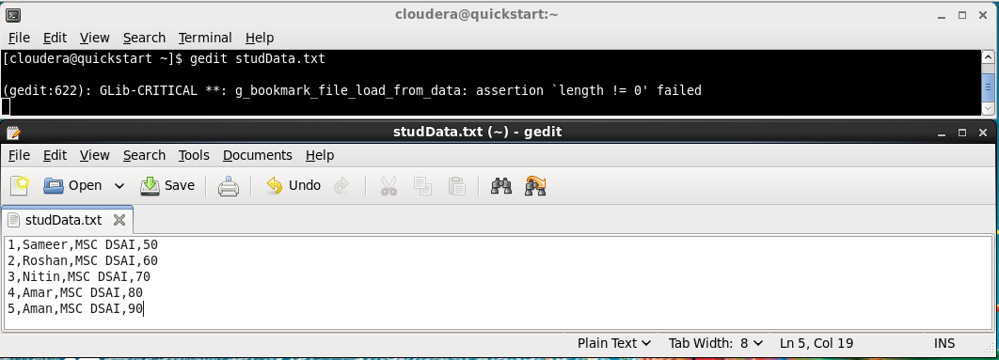 cloudera@quickstart:~
File Edit View Search Terminal Help
[cloudera@quickstart ~]$ gedit studData.txt
(gedit:622): GLib-CRITICAL **: g_bookmark_file_load_from_data: assertion `length != 0' failed
studData.txt (~) - gedit
File Edit View Search Tools Documents Help
Open Save Undo
studData.txt
1,Sameer,MSC DSAI,50
2,Roshan,MSC DSAI,60
3,Nitin,MSC DSAI,70
4,Amar,MSC DSAI,80
5,Aman,MSC DSAI,90
Plain Text Tab Width: 8 Ln 5, Col 19 INS